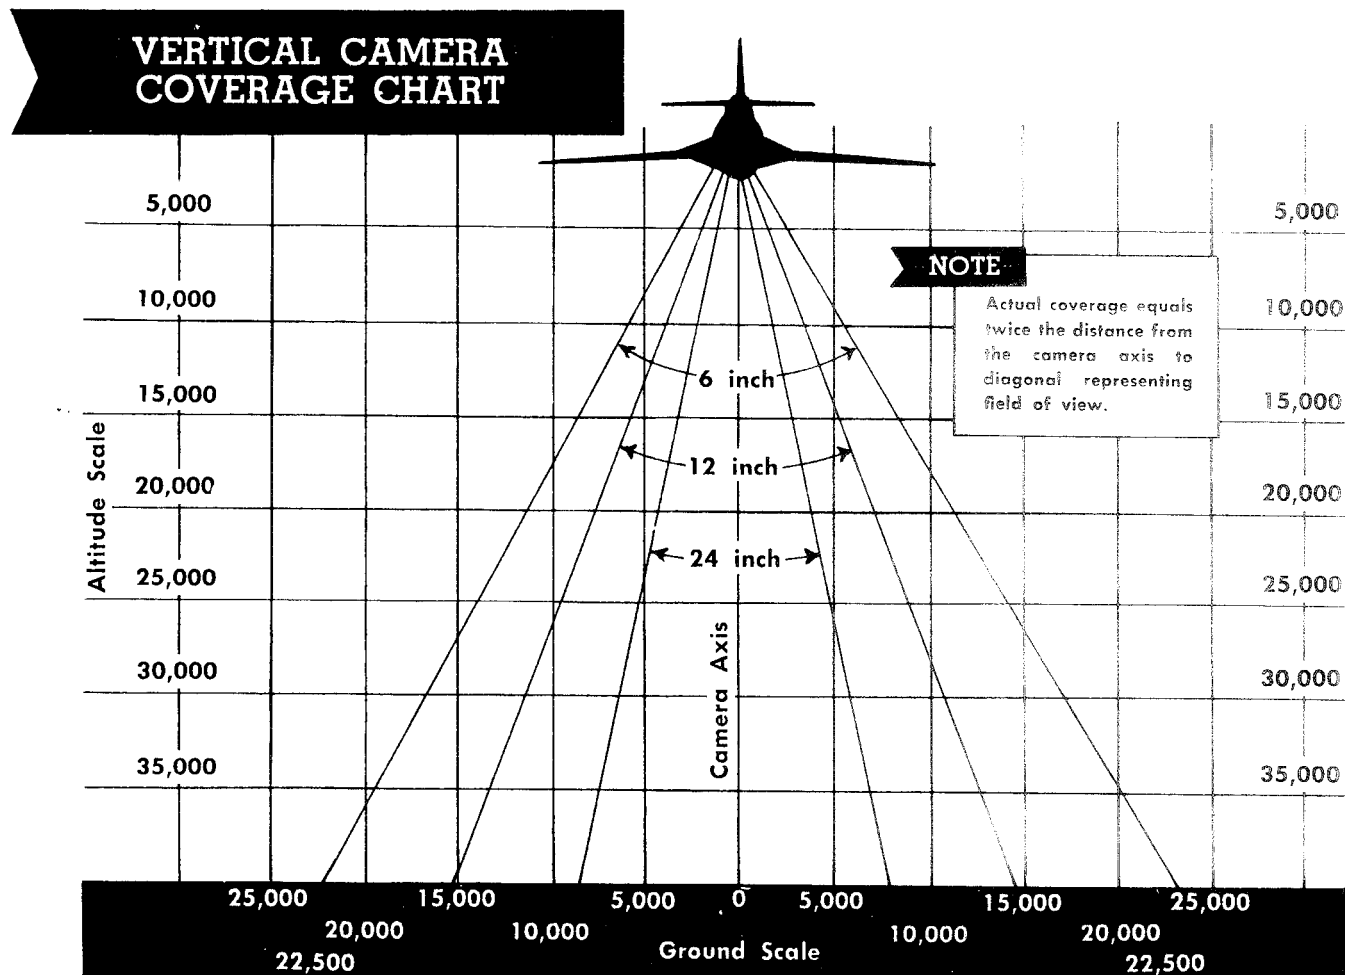 VERTICAL CAMERA
COVERAGE CHART
5,000
5,000
NOTE
Actual coverage equals
twice the distance from
the camera axis to
diagonal representing
field of view.
10,000
10,000
6 inch
15,000
15,000
12 inch
Altitude Scale
20,000
20,000
24 inch
25,000
25,000
Camera Axis
30,000
30,000
35,000
35,000
25,000 15,000 5,000 0 5,000 15,000 25,000
20,000 10,000 Ground Scale 10,000 20,000
22,500 22,500